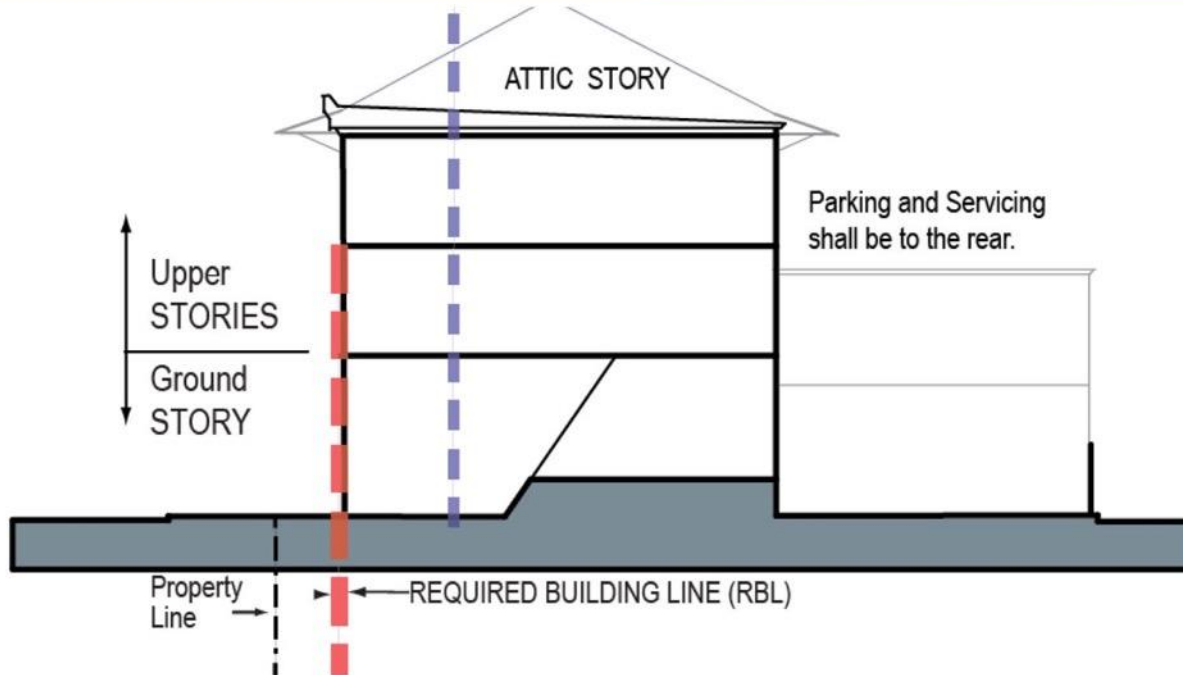 ATTIC STORY
Parking and Servicing
shall be to the rear.
Upper
STORIES
Ground
STORY
Property
Line
REQUIRED BUILDING LINE (RBL)